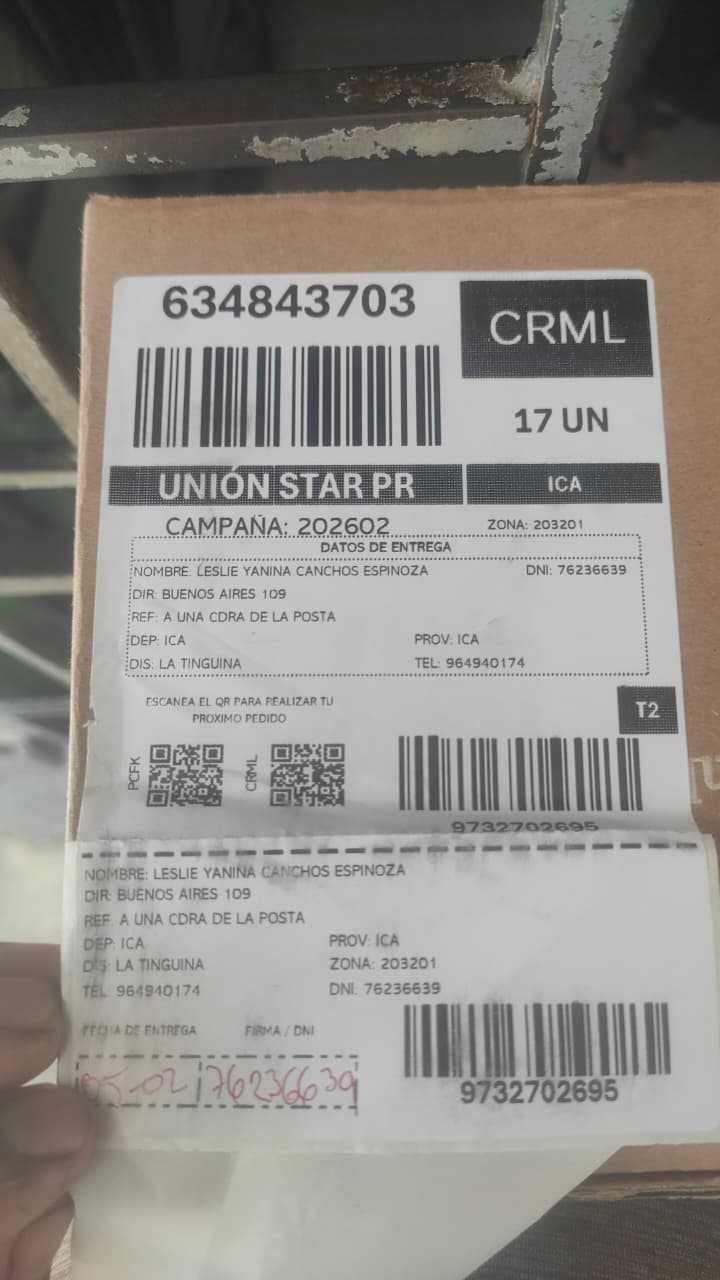 634843703
CRML
17 UN
UNIÓN STAR PR
ICA
CAMPAÑA: 202602
ZONA: 203201
DATOS DE ENTREGA
NOMBRE: LESLIE YANINA CANCHOS ESPINOZA DNI: 76236639
DIR: BUENOS AIRES 109
REF: A UNA CDRA DE LA POSTA
DEP: ICA PROV: ICA
DIS: LA TINGUINA TEL: 964940174
ESCANEA EL QR PARA REALIZAR TU
PROXIMO PEDIDO
T2
PCFK
CRML
9732702695
NOMBRE: LESLIE YANINA CANCHOS ESPINOZA
DIR: BUENOS AIRES 109
REF: A UNA CDRA DE LA POSTA
DEP: ICA PROV: ICA
DIS: LA TINGUINA ZONA: 203201
TEL: 964940174 DNI: 76236639
FECHA DE ENTREGA FIRMA / DNI
05-02 76236639
9732702695